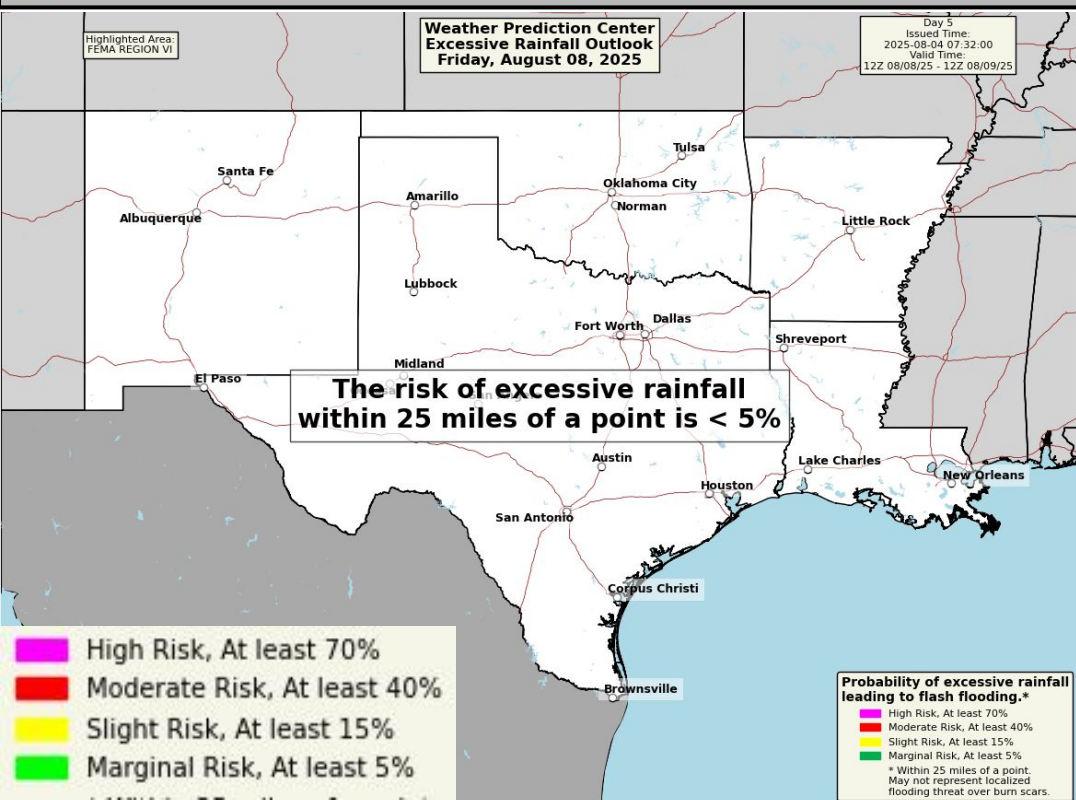 Highlighted Area:
FEMA REGION VI
Weather Prediction Center
Excessive Rainfall Outlook
Friday, August 08, 2025
Day 5
Issued Time:
2025-08-04 07:32:00
Valid Time:
12Z 08/08/25 - 12Z 08/09/25
Tulsa
Santa Fe
Oklahoma City
Amarillo
Norman
Albuquerque
Little Rock
Lubbock
Dallas
Fort Worth
Shreveport
Midland
El Paso
The risk of excessive rainfall
within 25 miles of a point is < 5%
Austin
Lake Charles
New Orleans
Houston
San Antonio
Corpus Christi
Brownsville
High Risk, At least 70%
Moderate Risk, At least 40%
Slight Risk, At least 15%
Marginal Risk, At least 5%
Probability of excessive rainfall
leading to flash flooding.*
High Risk, At least 70%
Moderate Risk, At least 40%
Slight Risk, At least 15%
Marginal Risk, At least 5%
* Within 25 miles of a point.
May not represent localized
flooding threat over burn scars.